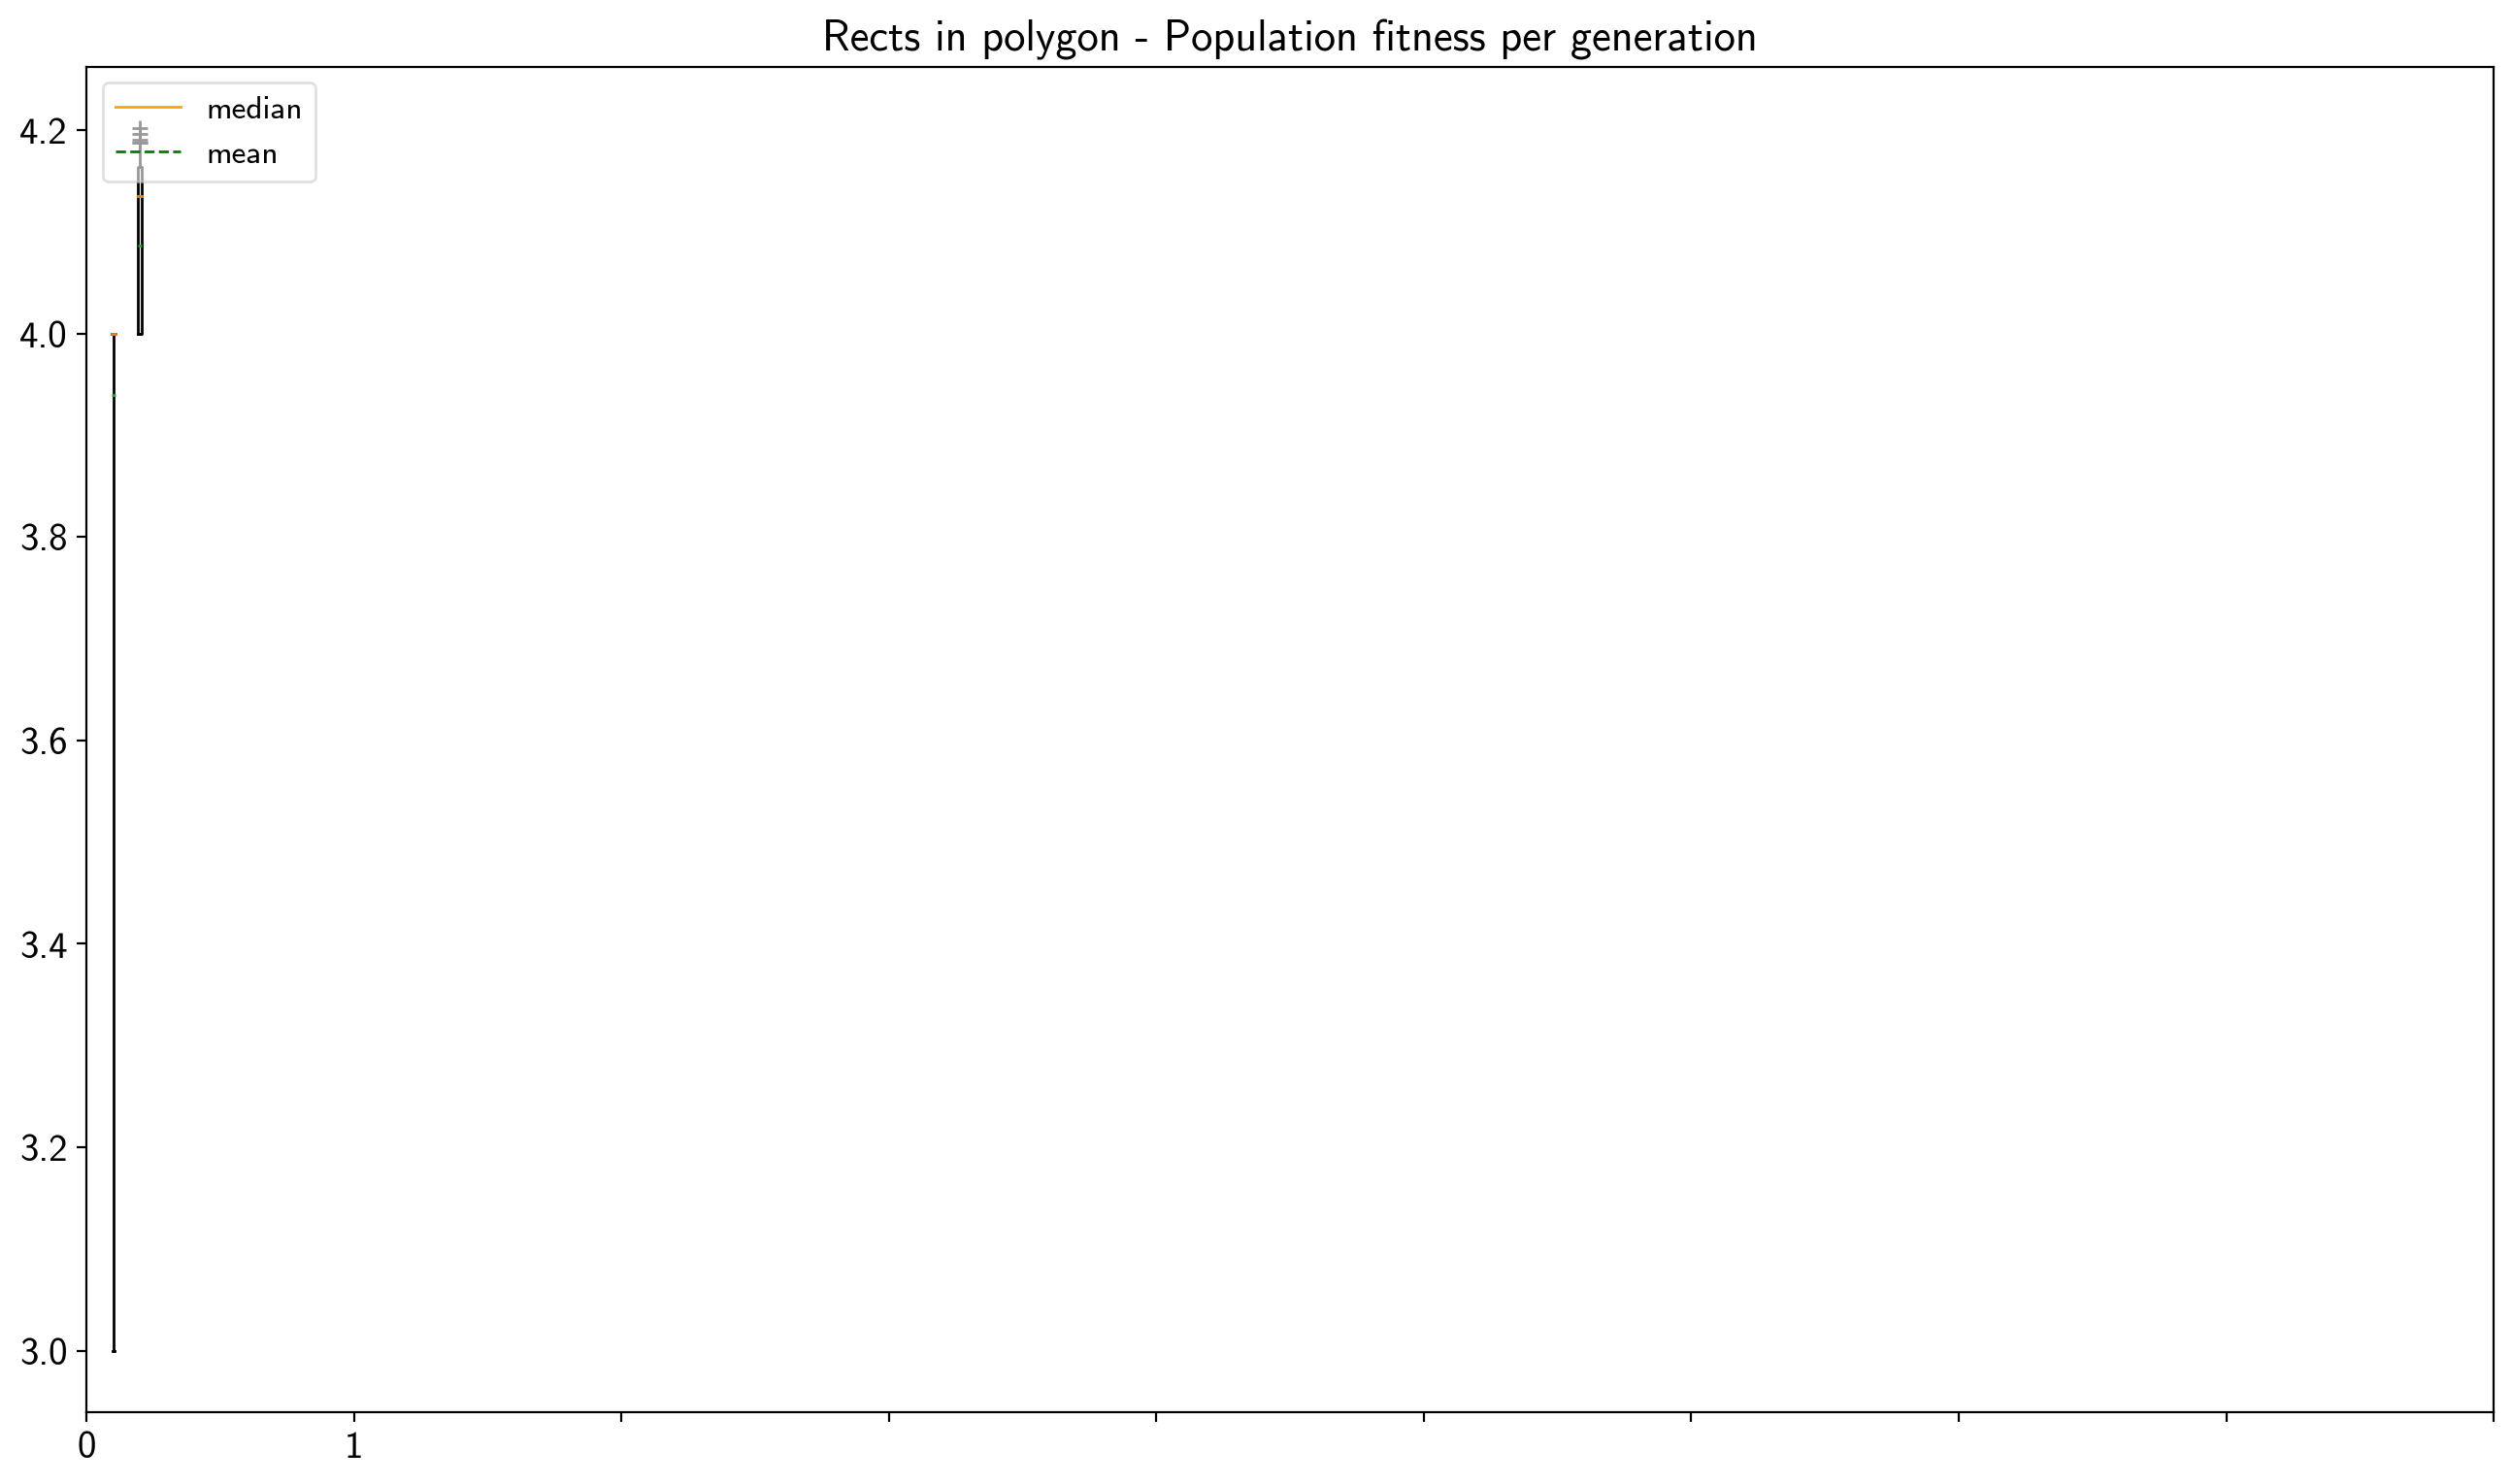 Rects in polygon - Population fitness per generation
median
mean
4.2
4.0
3.8
3.6
3.4
3.2
3.0
0 1